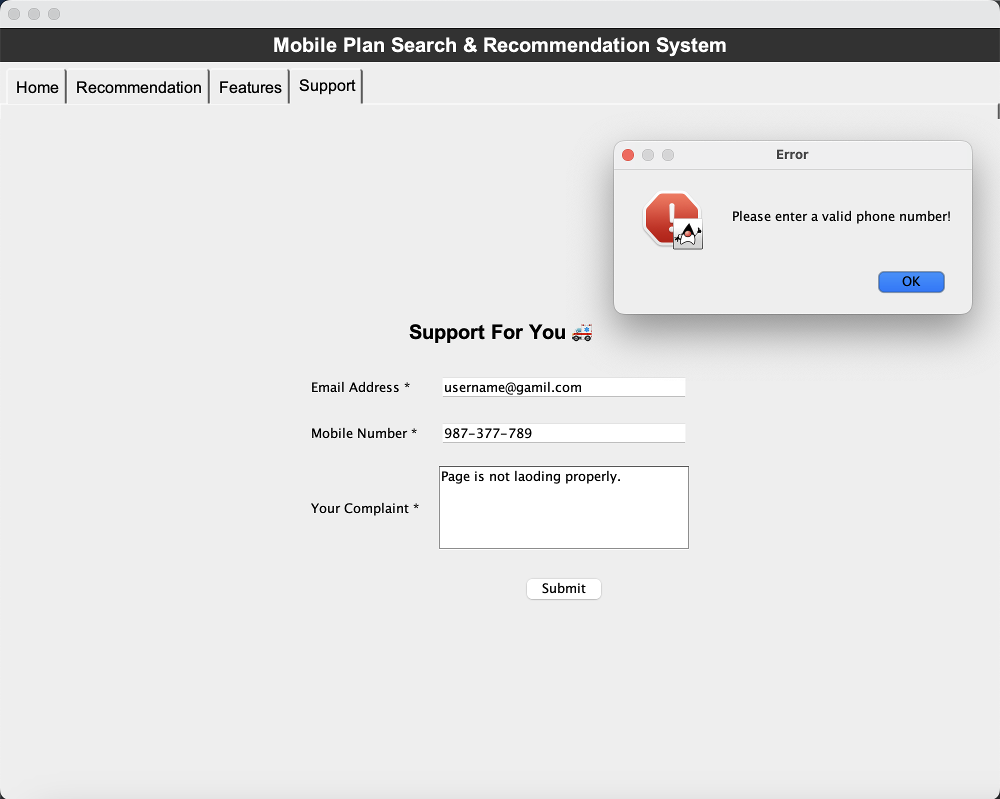 Mobile Plan Search & Recommendation System
Home Recommendation Features Support
Error
Please enter a valid phone number!
OK
Support For You 🚑
Email Address * username@gamil.com
Mobile Number * 987-377-789
Your Complaint * Page is not laoding properly.
Submit